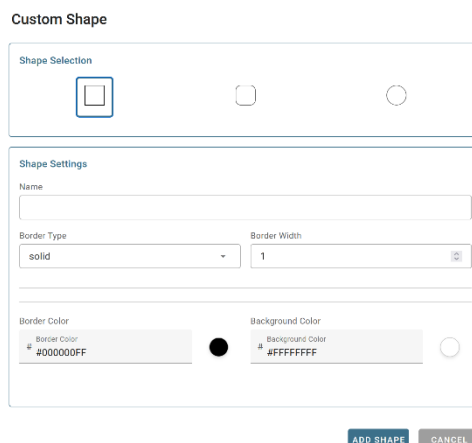 Custom Shape
Shape Selection
Shape Settings
Name
Border Type
Border Width
solid
1
Border Color
Background Color
# Border Color
#000000FF
# Background Color
#FFFFFFFF
ADD SHAPE
CANCEL